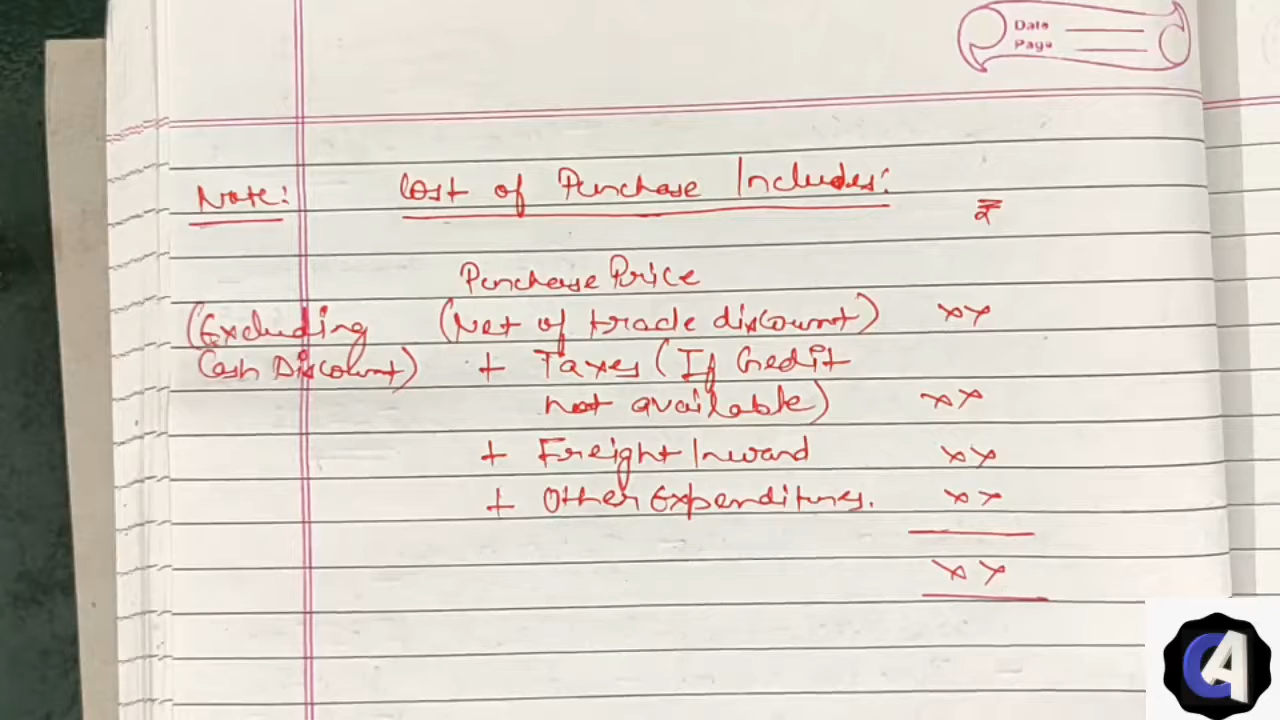 Date
Page
Note: Cost of Purchase Includes:
₹
Purchase Price
(Excluding (Net of trade discount) xx
Cash Discount) + Taxes (If Credit
not available) xx
+ Freight Inward xx
+ Other Expenditures. xx
xx
CA